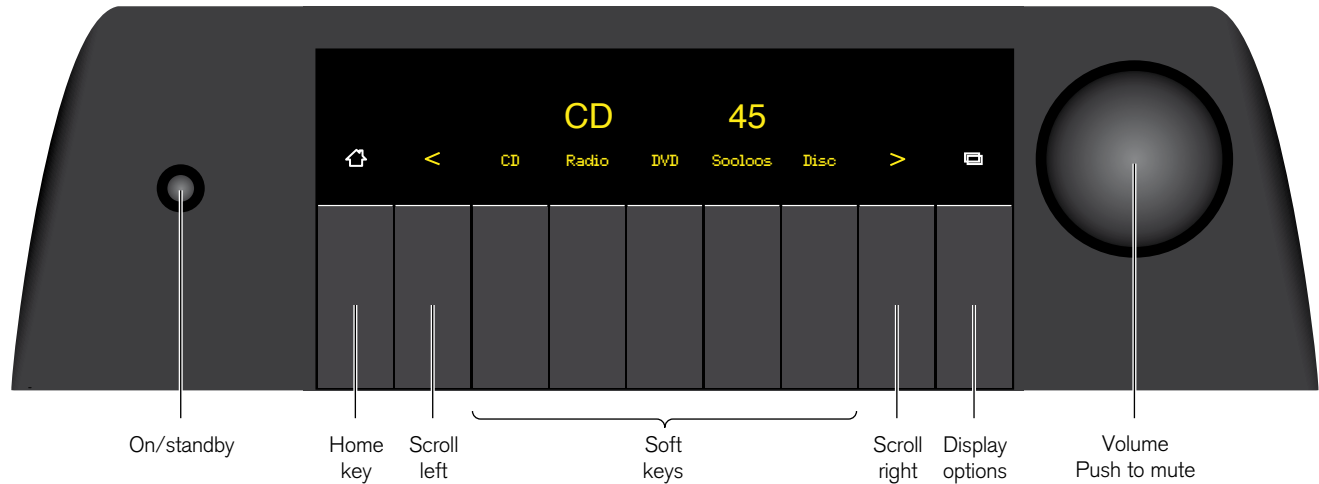 CD 45
< CD Radio DVD Sooloos Disc >
On/standby
Home
key
Scroll
left
Soft
keys
Scroll
right
Display
options
Volume
Push to mute